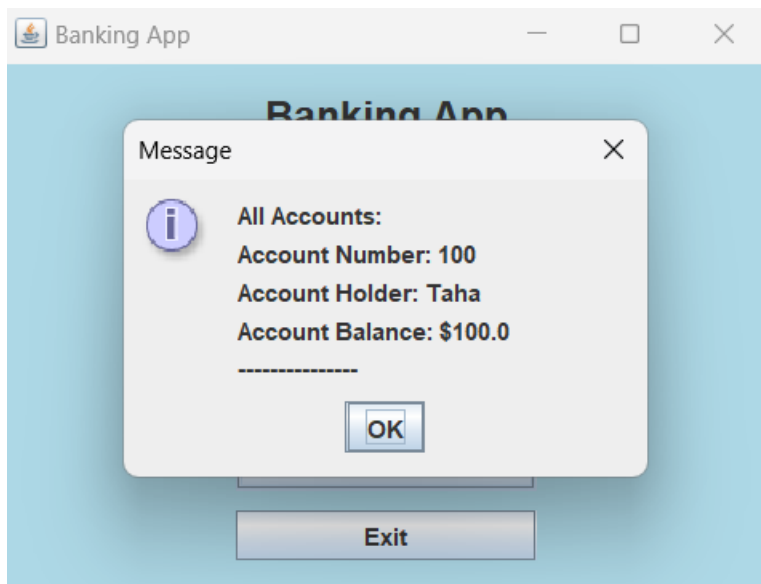 Banking App
Banking App
Message
All Accounts:
Account Number: 100
Account Holder: Taha
Account Balance: $100.0
---------------
OK
Exit